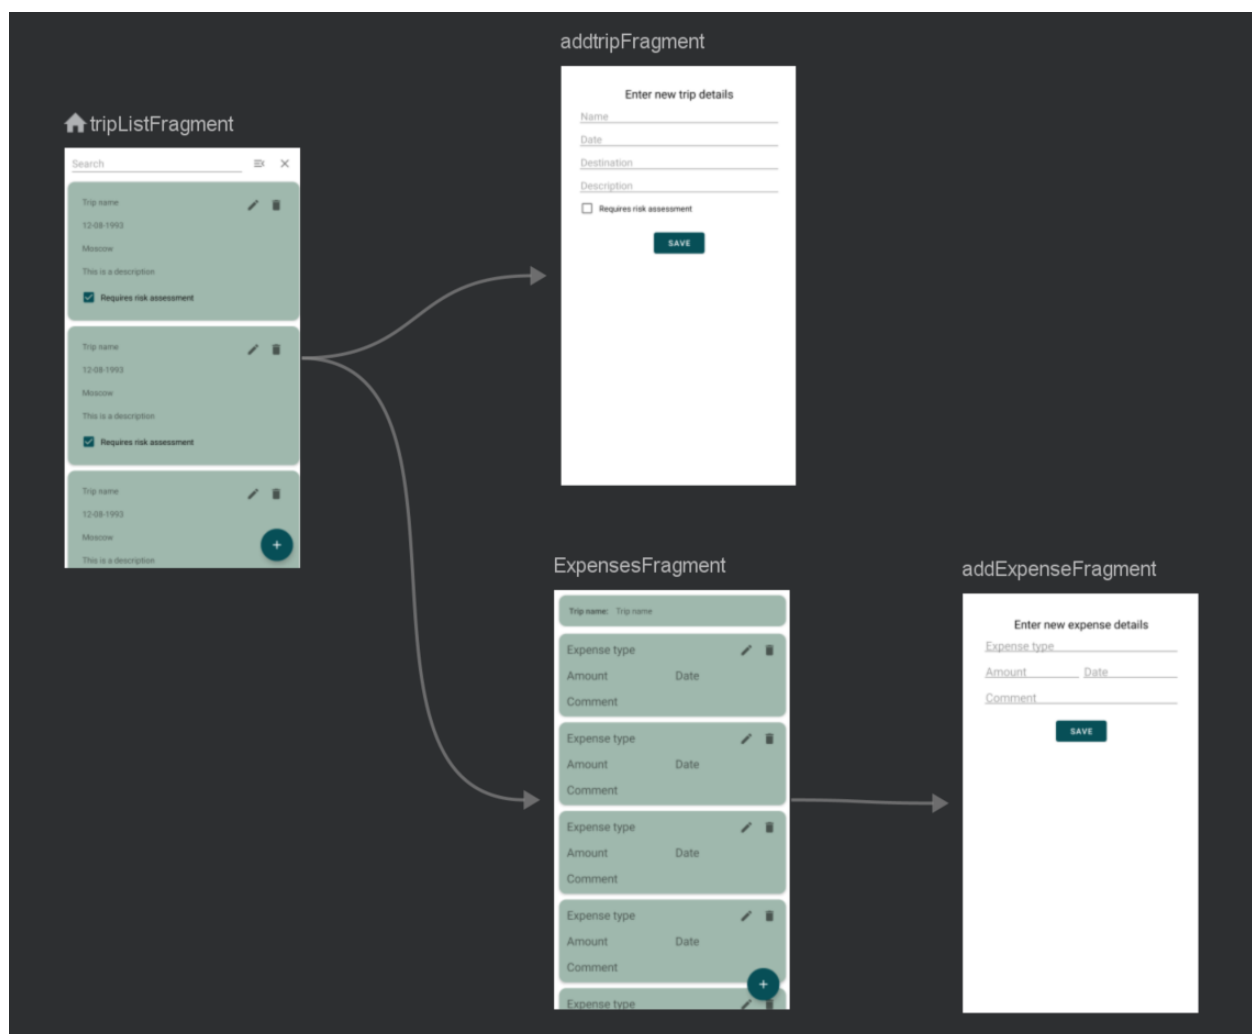 addtripFragment
Enter new trip details
Name
Date
Destination
Description
Requires risk assessment
SAVE
tripListFragment
Search
Trip name
12-08-1993
Moscow
This is a description
Requires risk assessment
Trip name
12-08-1993
Moscow
This is a description
Requires risk assessment
Trip name
12-08-1993
Moscow
This is a description
ExpensesFragment
Trip name: Trip name
Expense type
Amount Date
Comment
Expense type
Amount Date
Comment
Expense type
Amount Date
Comment
Expense type
Amount Date
Comment
Expense type
addExpenseFragment
Enter new expense details
Expense type
Amount Date
Comment
SAVE